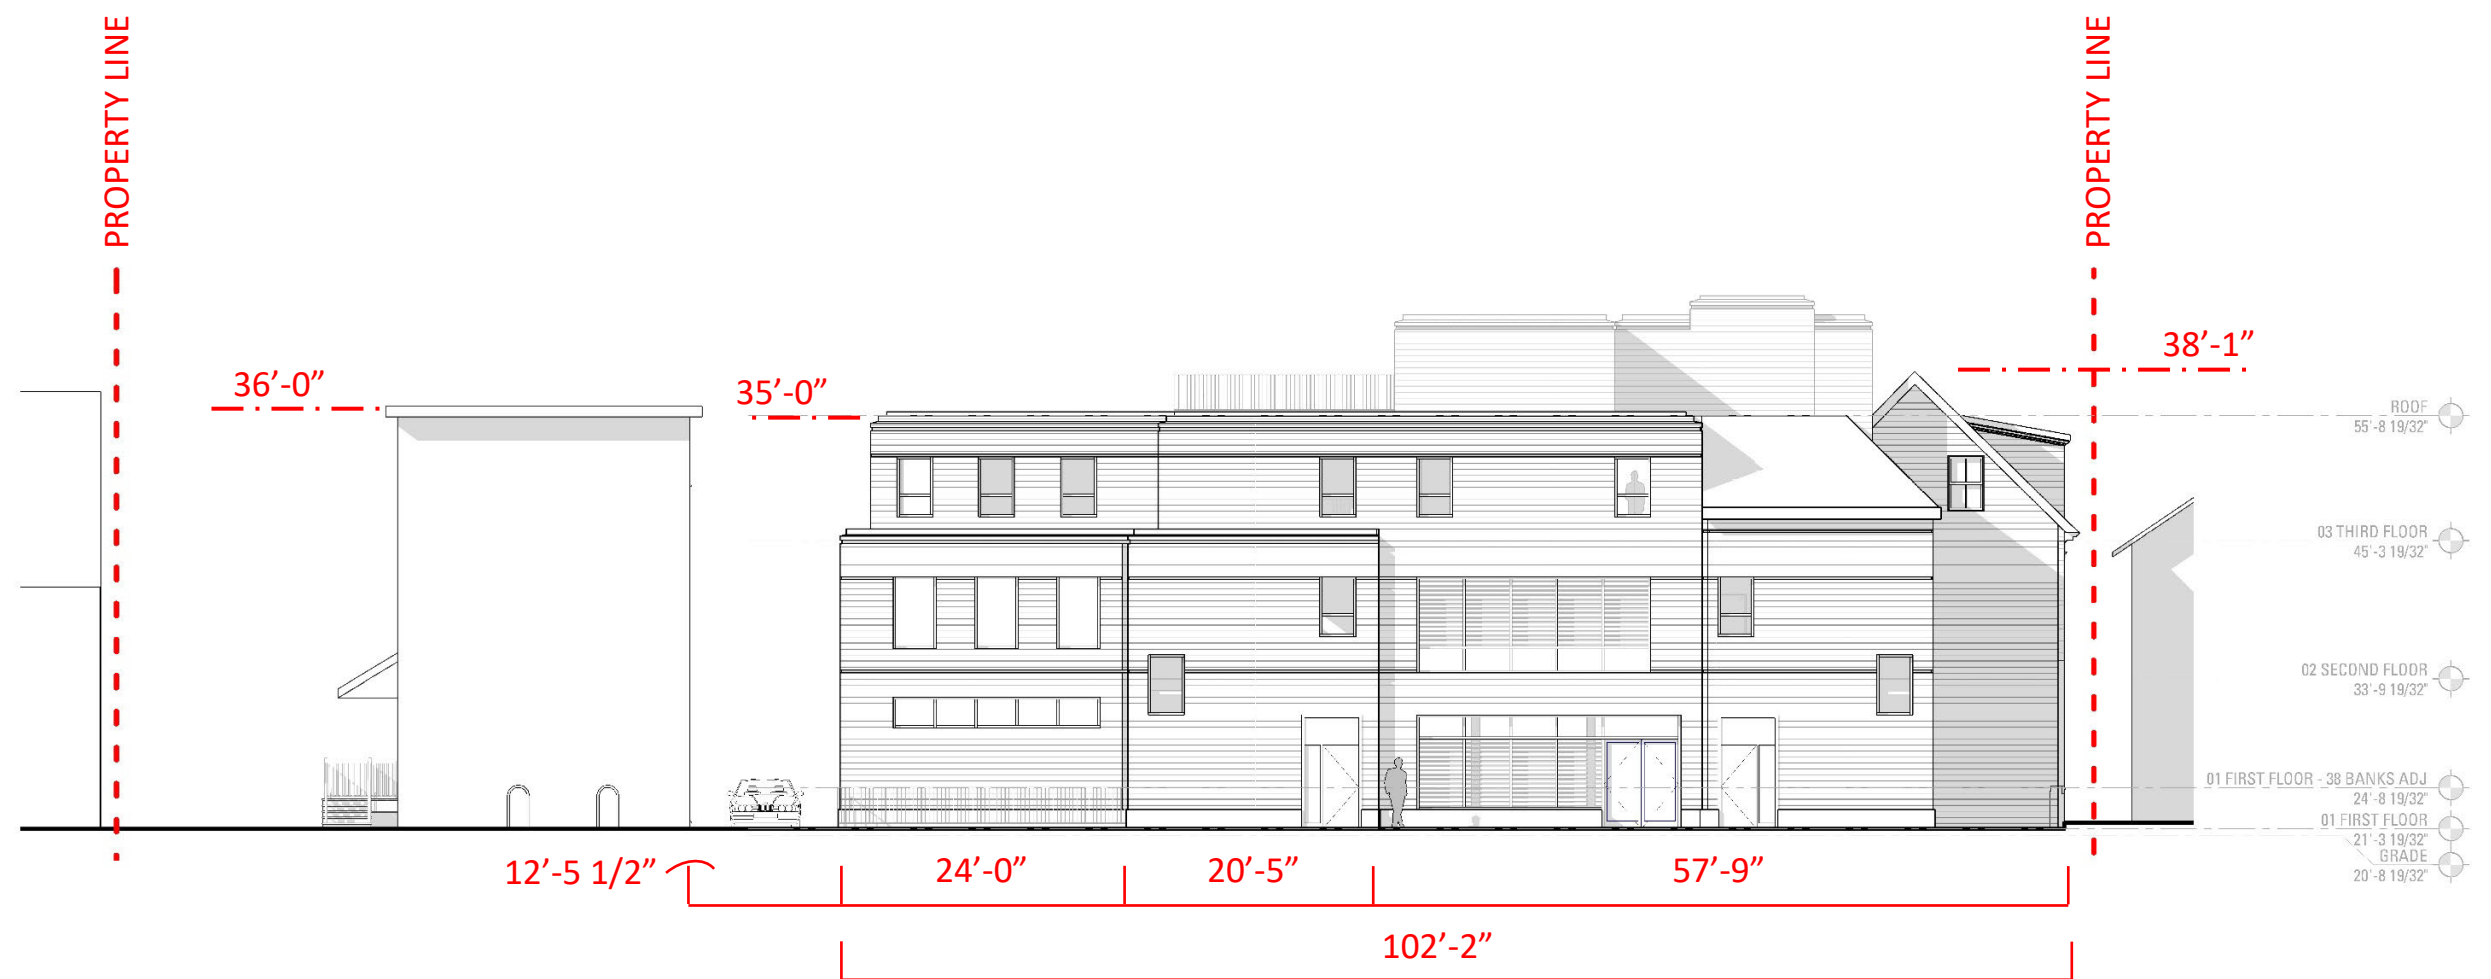 PROPERTY LINE
PROPERTY LINE
38’-1”
36’-0”
35’-0”
ROOF
55'-8 19/32"
03 THIRD FLOOR
45'-3 19/32"
02 SECOND FLOOR
33'-9 19/32"
01 FIRST FLOOR - 38 BANKS ADJ
24'-8 19/32"
01 FIRST FLOOR
21'-3 19/32"
GRADE
20'-8 19/32"
12’-5 1/2”
24’-0”
20’-5”
57’-9”
102’-2”